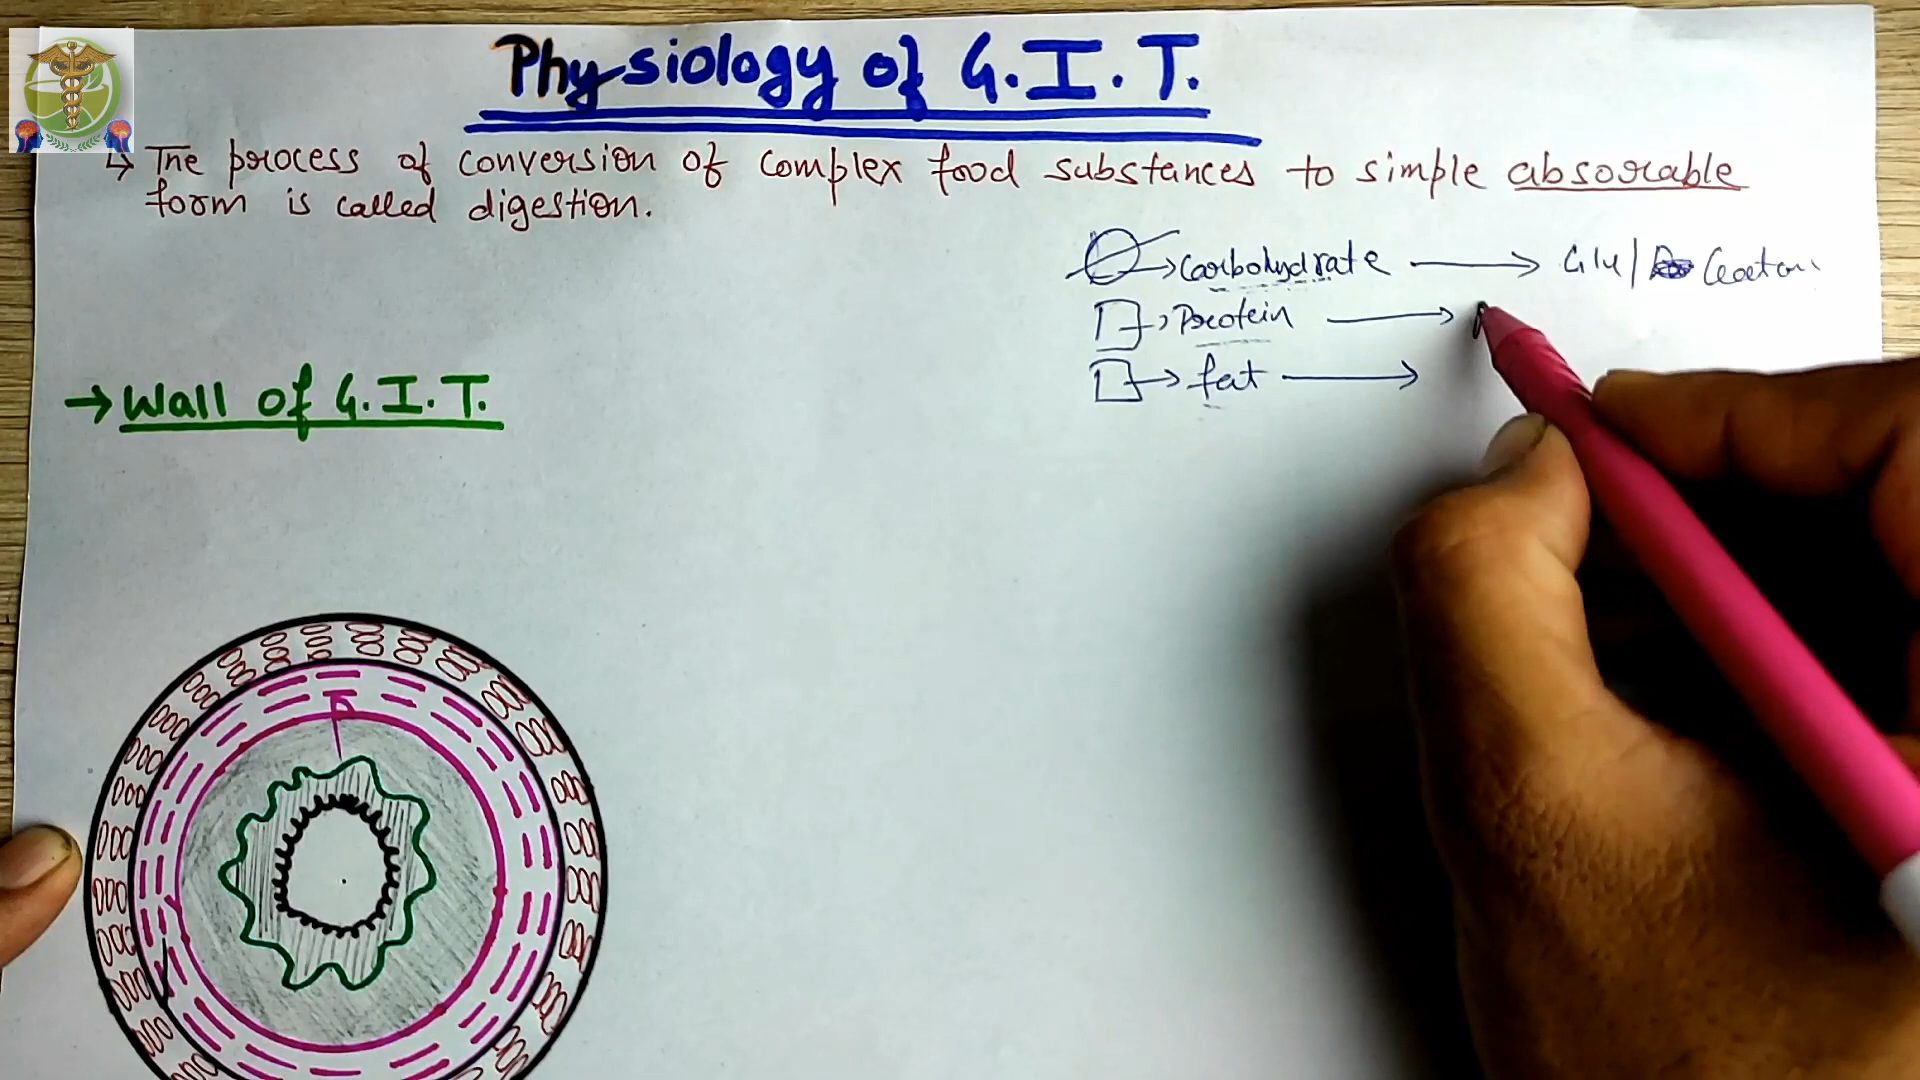 Physiology of G.I.T.
↳ The process of conversion of complex food substances to simple absorable
form is called digestion.
→ Carbohydrate → Glu/
→ Protein →
→ fat →
→ Wall of G.I.T.